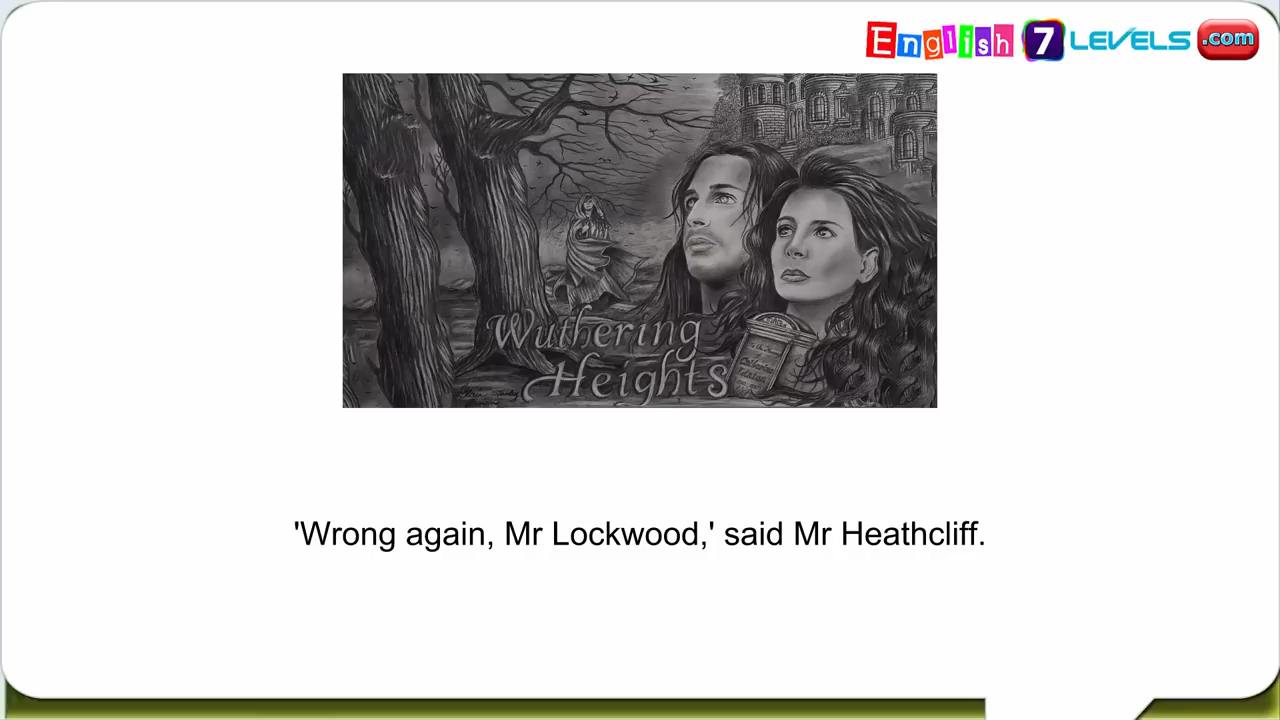 English 7 LEVELS .com
Wuthering
Heights
'Wrong again, Mr Lockwood,' said Mr Heathcliff.